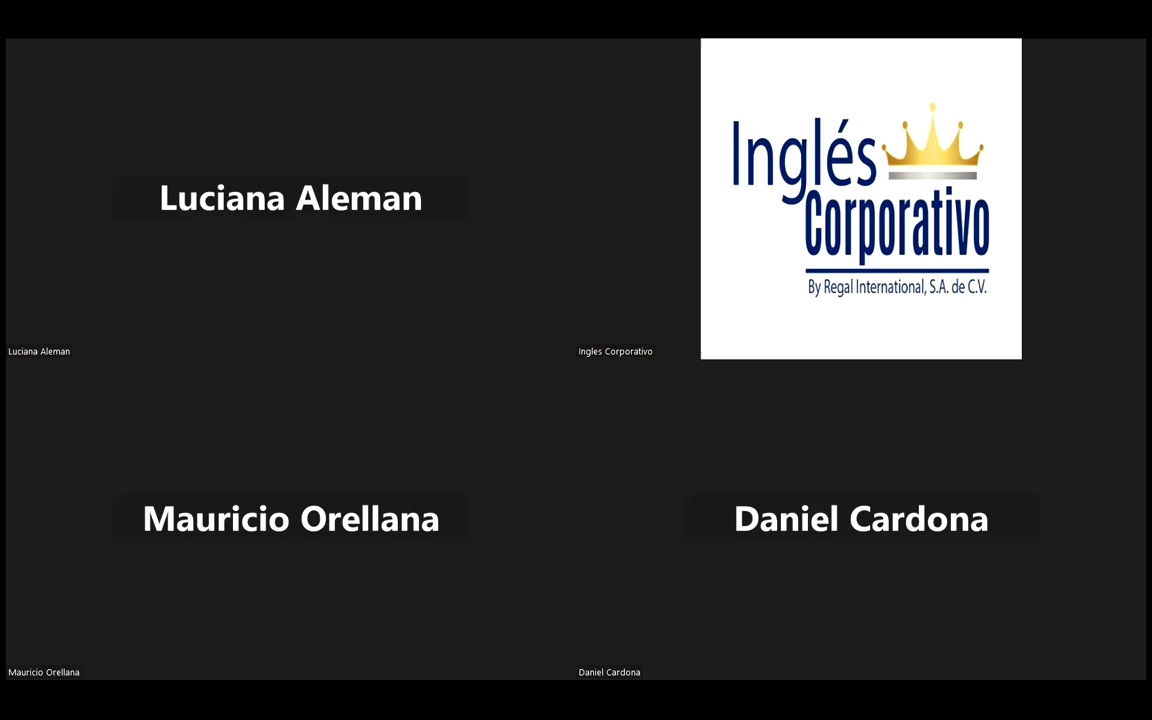 Luciana Aleman
Luciana Aleman
Inglés
Corporativo
By Regal International, S.A. de C.V.
Ingles Corporativo
Mauricio Orellana
Mauricio Orellana
Daniel Cardona
Daniel Cardona